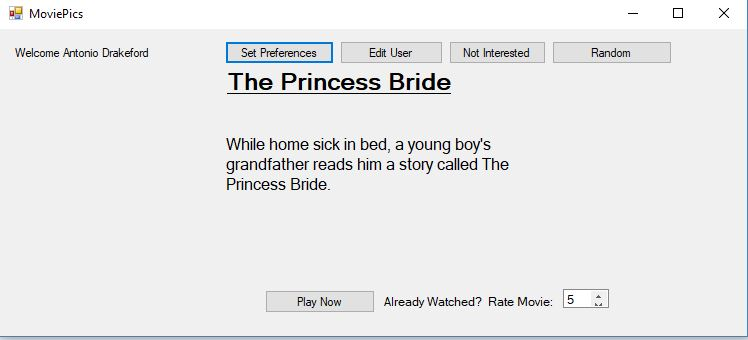 MoviePics
Welcome Antonio Drakeford
Set Preferences
Edit User
Not Interested
Random
The Princess Bride
While home sick in bed, a young boy's
grandfather reads him a story called The
Princess Bride.
Play Now
Already Watched? Rate Movie:
5